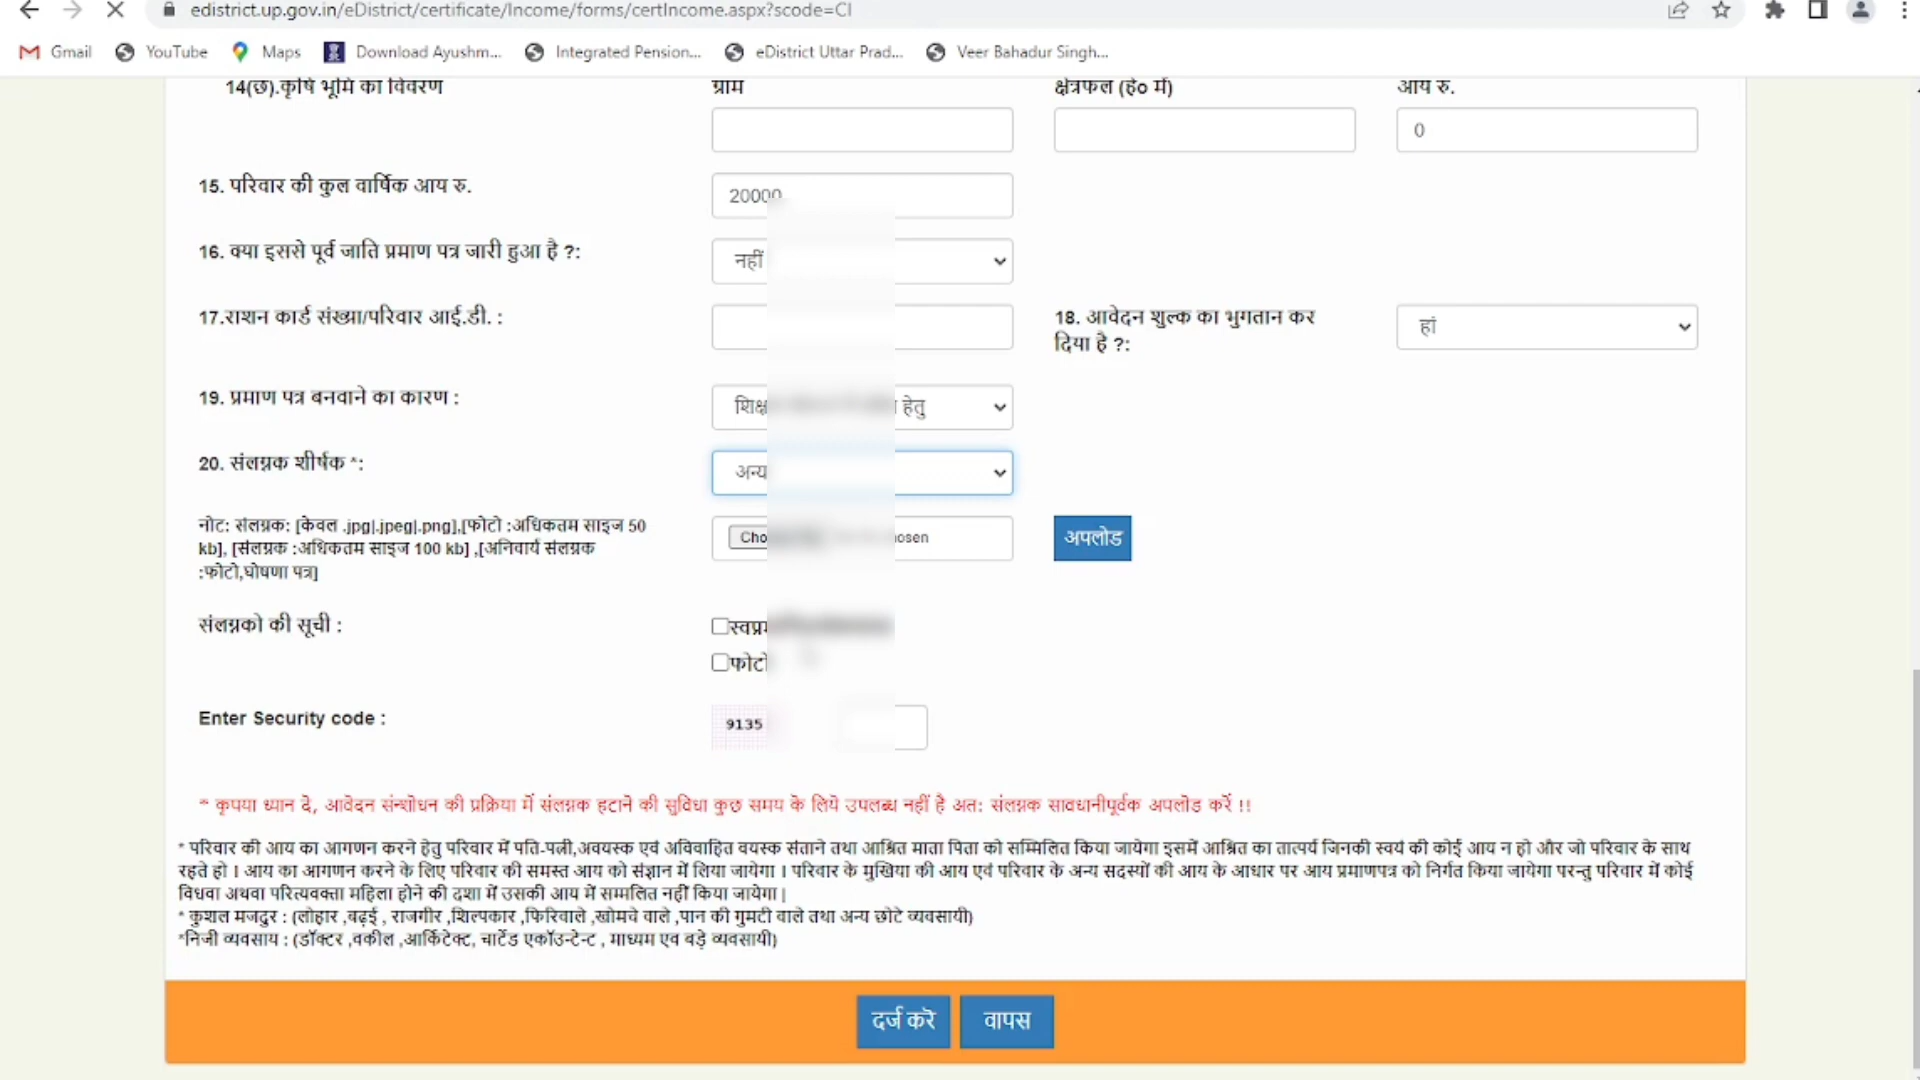 edistrict.up.gov.in/eDistrict/certificate/Income/forms/certIncome.aspx?scode=CI
Gmail YouTube Maps Download Ayushm... Integrated Pension... eDistrict Uttar Prad... Veer Bahadur Singh...
14(छ).कृषि भूमि का विवरण ग्राम क्षेत्रफल (हे० में) आय रु.
0
15. परिवार की कुल वार्षिक आय रु. 20000
16. क्या इससे पूर्व जाति प्रमाण पत्र जारी हुआ है ?: नहीं
17.राशन कार्ड संख्या/परिवार आई.डी. : 18. आवेदन शुल्क का भुगतान कर हां
दिया है ?:
19. प्रमाण पत्र बनवाने का कारण : हेतु
20. संलग्नक शीर्षक *: अन्य
नोट: संलग्नक: [केवल .jpg|.jpeg|.png],[फोटो :अधिकतम साइज 50
kb], [संलग्नक :अधिकतम साइज 100 kb] ,[अनिवार्य संलग्नक
:फोटो,घोषणा पत्र]
अपलोड
संलग्नको की सूची :
फोटो
Enter Security code : 9135
* कृपया ध्यान दे, आवेदन संन्शोधन की प्रक्रिया में संलग्नक हटाने की सुविधा कुछ समय के लिये उपलब्ध नहीं है अत: संलग्नक सावधानीपूर्वक अपलोड करें !!
* परिवार की आय का आगणन करने हेतु परिवार में पति-पत्नी,अवयस्क एवं अविवाहित वयस्क संताने तथा आश्रित माता पिता को सम्मिलित किया जायेगा इसमें आश्रित का तात्पर्य जिनकी स्वयं की कोई आय न हो और जो परिवार के साथ
रहते हो । आय का आगणन करने के लिए परिवार की समस्त आय को संज्ञान में लिया जायेगा । परिवार के मुखिया की आय एवं परिवार के अन्य सदस्यों की आय के आधार पर आय प्रमाणपत्र को निर्गत किया जायेगा परन्तु परिवार में कोई
विधवा अथवा परित्यवक्ता महिला होने की दशा में उसकी आय में सम्मलित नहीं किया जायेगा |
* कुशल मजदुर : (लोहार ,बढ़ई , राजगीर ,शिल्पकार ,फिरिवाले ,खोमचे वाले ,पान की गुमटी वाले तथा अन्य छोटे व्यवसायी)
*निजी व्यवसाय : (डॉक्टर ,वकील ,आर्किटेक्ट, चार्टेड एकॉउन्टेन्ट , माध्यम एव बड़े व्यवसायी)
दर्ज करें वापस